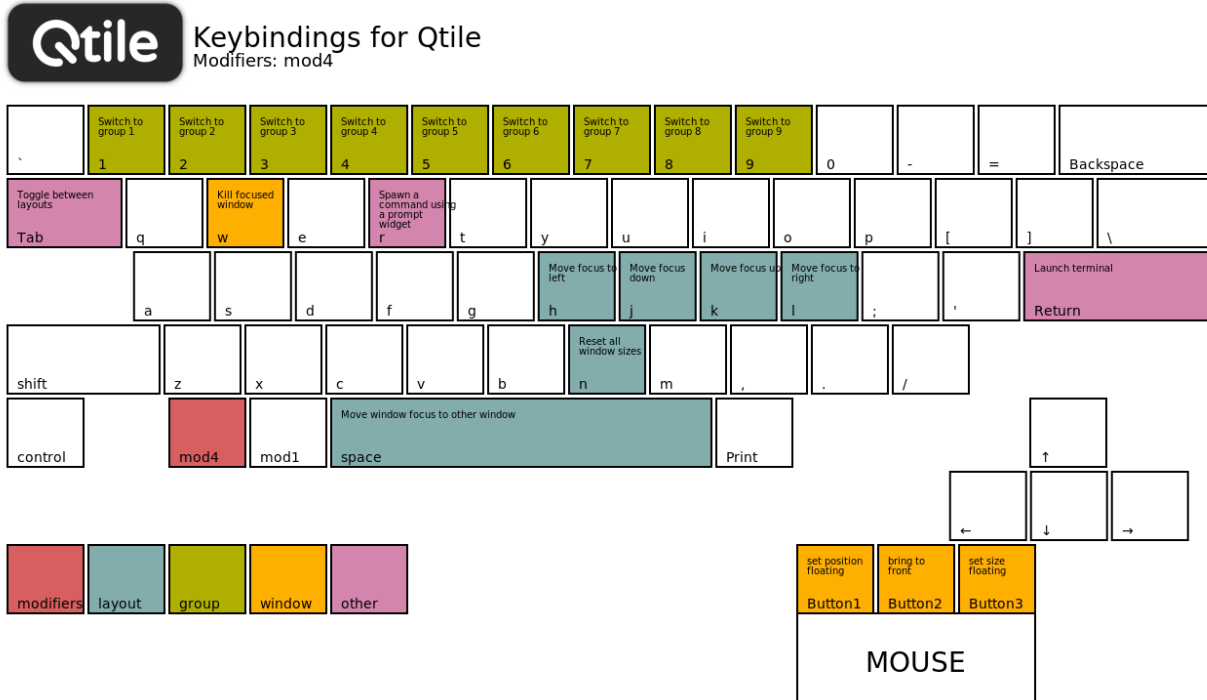 Qtile
Keybindings for Qtile
Modifiers: mod4
`
Switch to
group 1
1
Switch to
group 2
2
Switch to
group 3
3
Switch to
group 4
4
Switch to
group 5
5
Switch to
group 6
6
Switch to
group 7
7
Switch to
group 8
8
Switch to
group 9
9
0
-
=
Backspace
Toggle between
layouts
Tab
q
Kill focused
window
w
e
Spawn a
command using
a prompt
widget
r
t
y
u
i
o
p
[
]
\
a
s
d
f
g
Move focus to
left
h
Move focus
down
j
Move focus up
k
Move focus to
right
l
;
'
Launch terminal
Return
shift
z
x
c
v
b
Reset all
window sizes
n
m
,
.
/
control
mod4
mod1
Move window focus to other window
space
Print
↑
←
↓
→
modifiers
layout
group
window
other
set position
floating
Button1
bring to
front
Button2
set size
floating
Button3
MOUSE